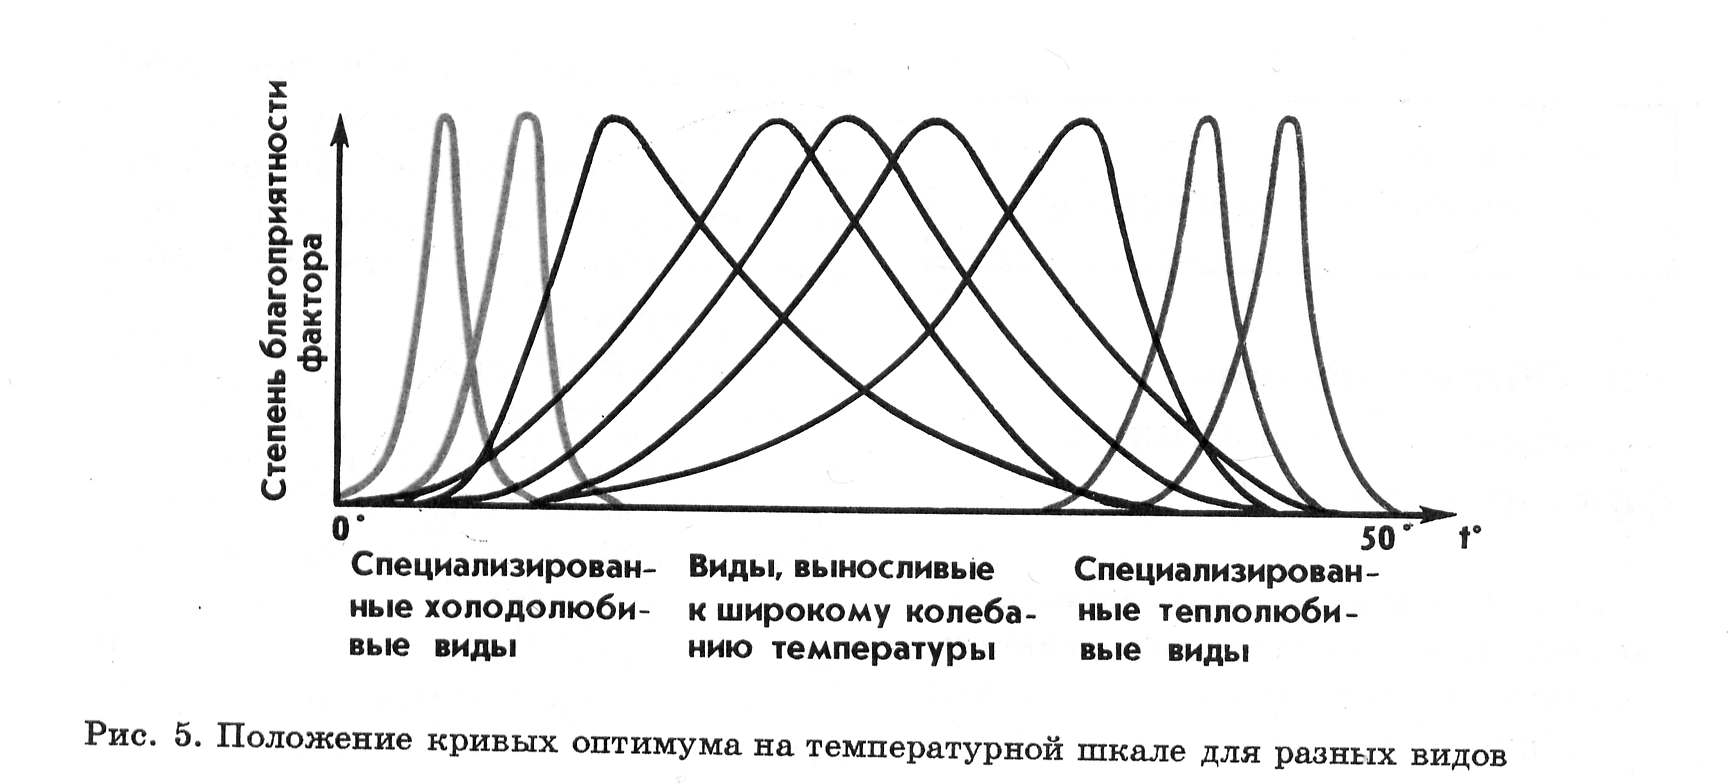 Степень благоприятности
фактора
0°
50°
t°
Специализирован-
ные холодолюби-
вые виды
Виды, выносливые
к широкому колеба-
нию температуры
Специализирован-
ные теплолюби-
вые виды
Рис. 5. Положение кривых оптимума на температурной шкале для разных видов